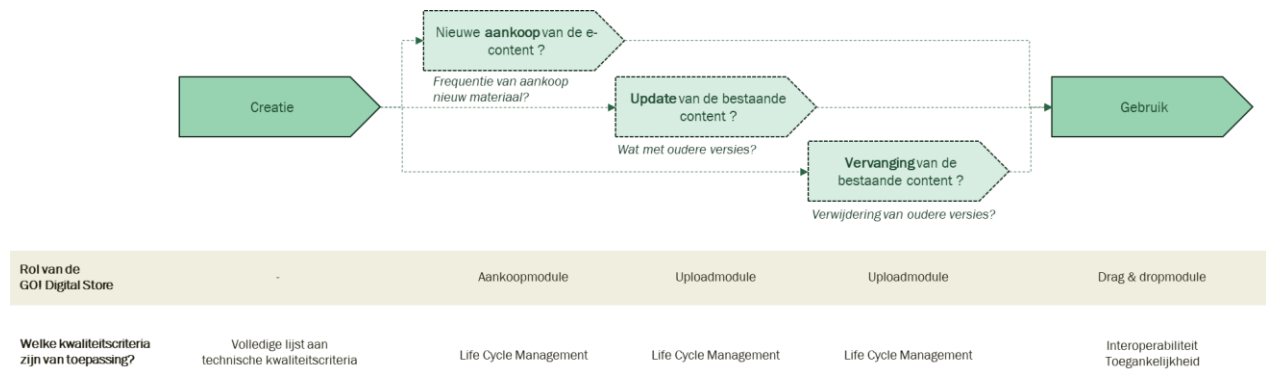 Nieuwe aankoop van de e-
content ?
Frequentie van aankoop
nieuw materiaal?
Creatie
Update van de bestaande
content ?
Wat met oudere versies?
Vervanging van de
bestaande content ?
Verwijdering van oudere versies?
Gebruik
Rol van de
GO! Digital Store
-
Aankoopmodule
Uploadmodule
Uploadmodule
Drag & dropmodule
Welke kwaliteitscriteria
zijn van toepassing?
Volledige lijst aan
technische kwaliteitscriteria
Life Cycle Management
Life Cycle Management
Life Cycle Management
Interoperabiliteit
Toegankelijkheid